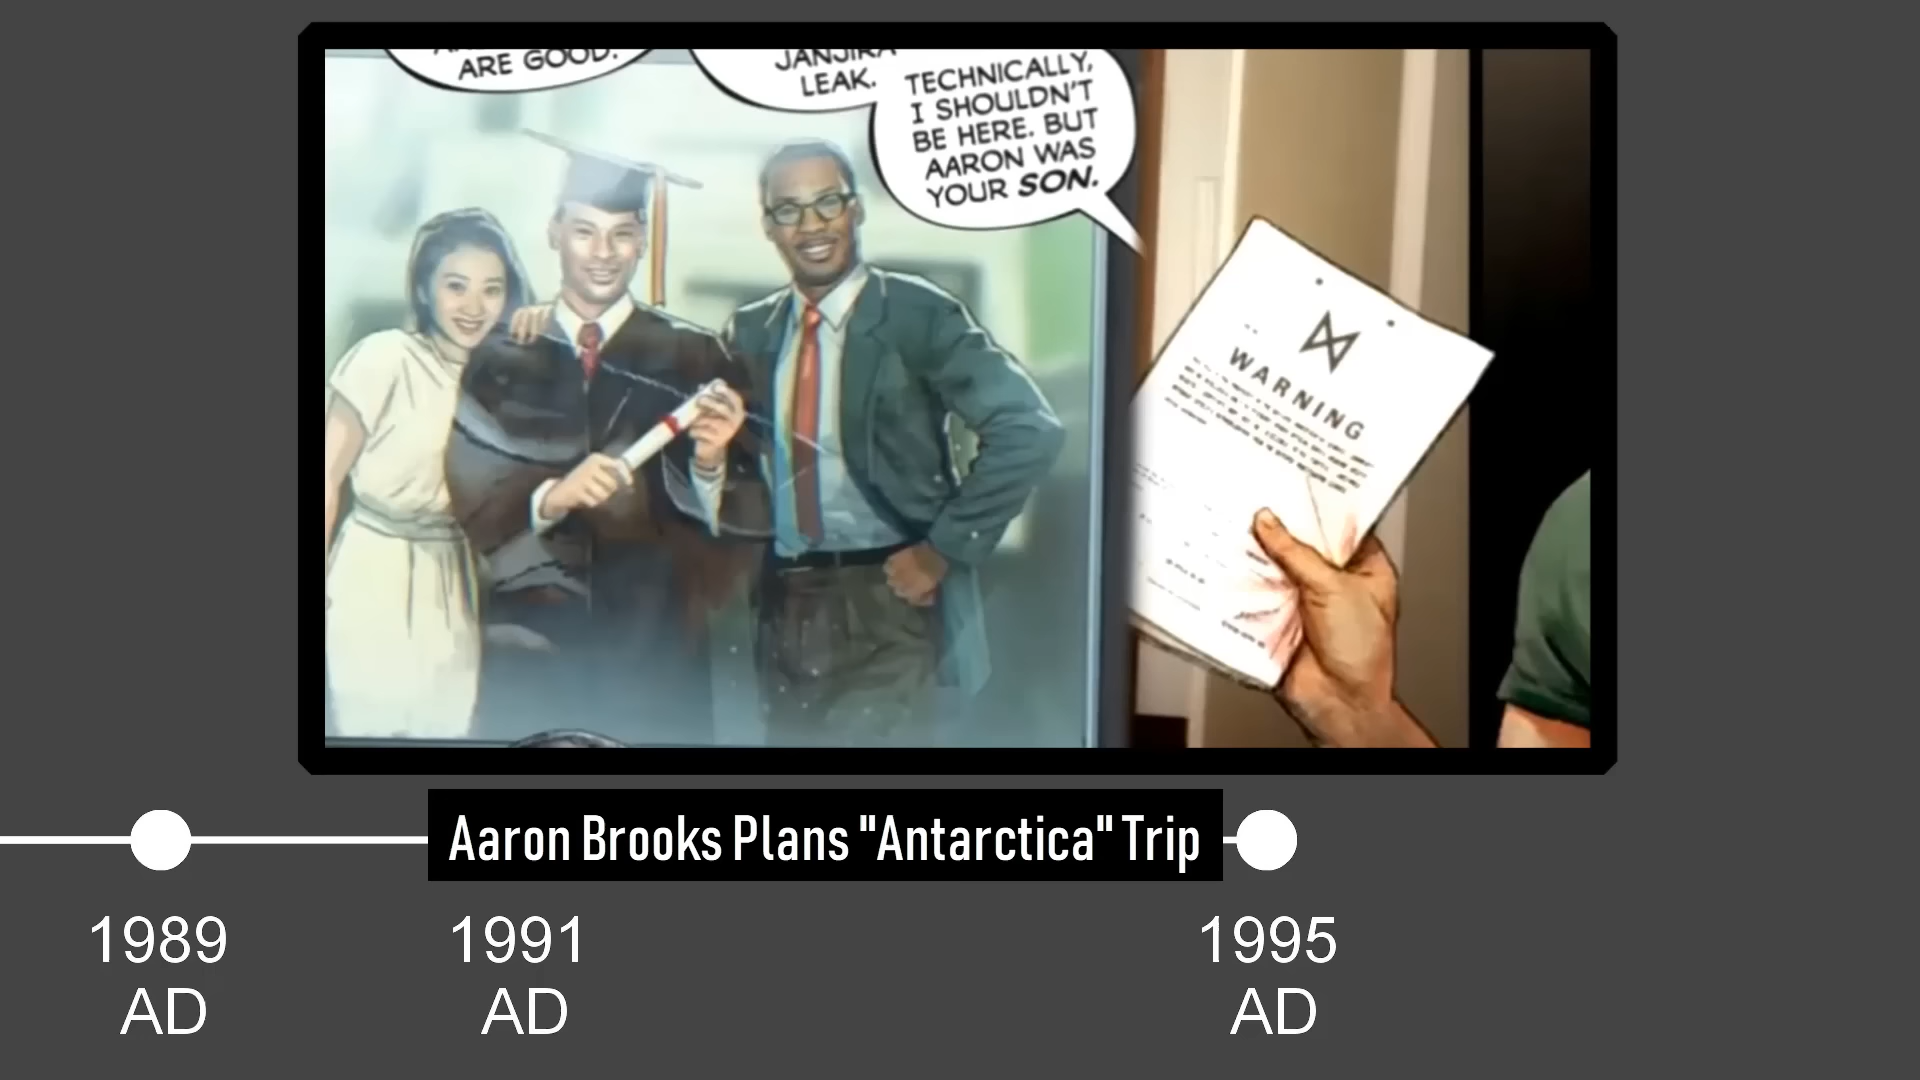 ARE GOOD.
JANJIRA
LEAK.
TECHNICALLY,
I SHOULDN'T
BE HERE. BUT
AARON WAS
YOUR SON.
WARNING
Aaron Brooks Plans "Antarctica" Trip
1989
AD
1991
AD
1995
AD